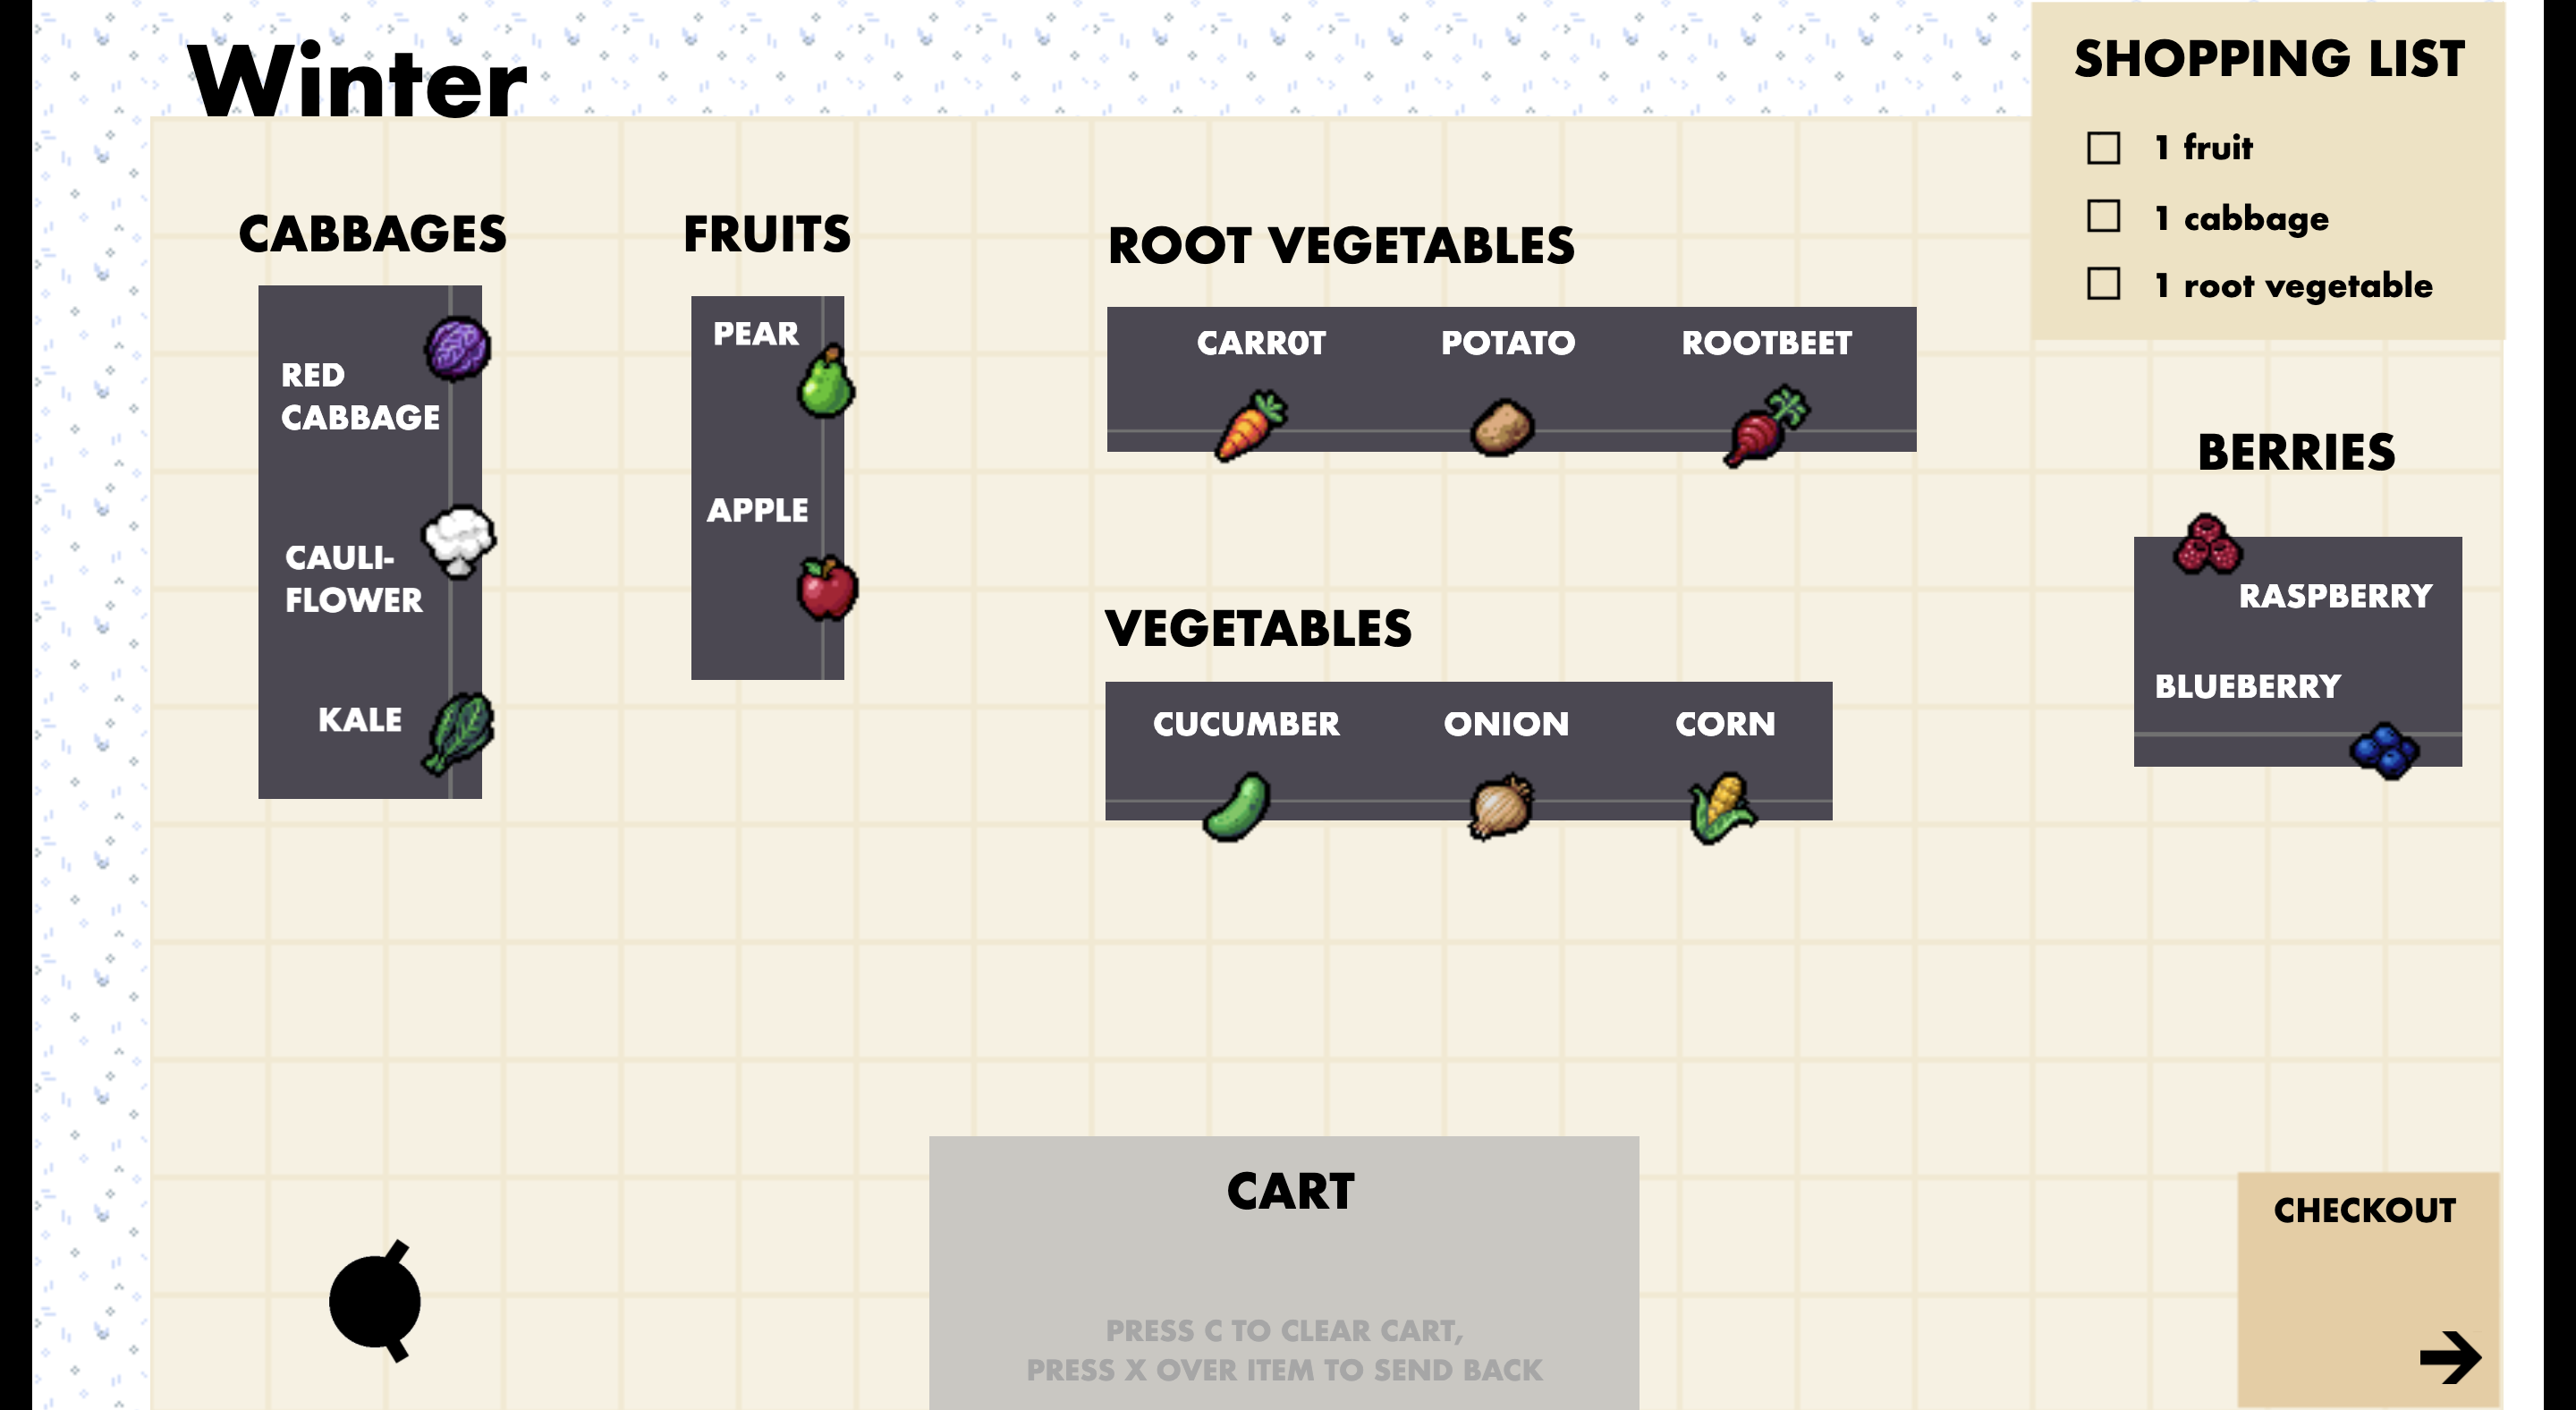 Winter
SHOPPING LIST
1 fruit
1 cabbage
1 root vegetable
CABBAGES
RED
CABBAGE
CAULI-
FLOWER
KALE
FRUITS
PEAR
APPLE
ROOT VEGETABLES
CARROT
POTATO
ROOTBEET
VEGETABLES
CUCUMBER
ONION
CORN
BERRIES
RASPBERRY
BLUEBERRY
CART
PRESS C TO CLEAR CART,
PRESS X OVER ITEM TO SEND BACK
CHECKOUT